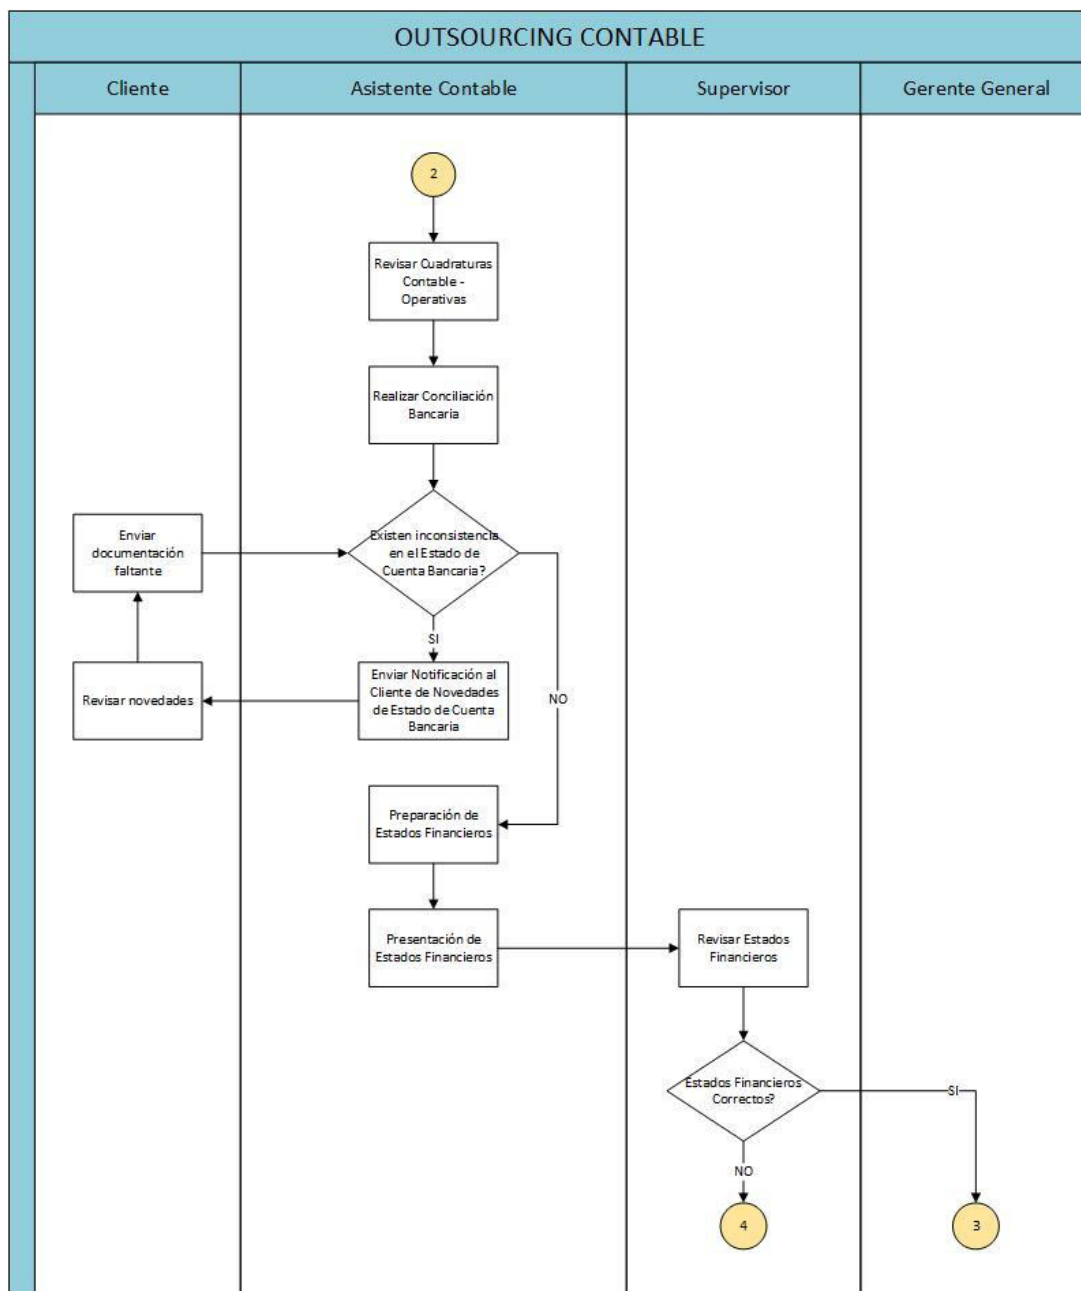 OUTSOURCING CONTABLE
Cliente
Asistente Contable
Supervisor
Gerente General
2
Revisar Cuadraturas
Contable -
Operativas
Realizar Conciliación
Bancaria
Enviar
documentación
faltante
Existen inconsistencia
en el Estado de
Cuenta Bancaria?
SI
Revisar novedades
Enviar Notificación al
Cliente de Novedades
de Estado de Cuenta
Bancaria
NO
Preparación de
Estados Financieros
Presentación de
Estados Financieros
Revisar Estados
Financieros
Estados Financieros
Correctos?
SI
NO
4
3